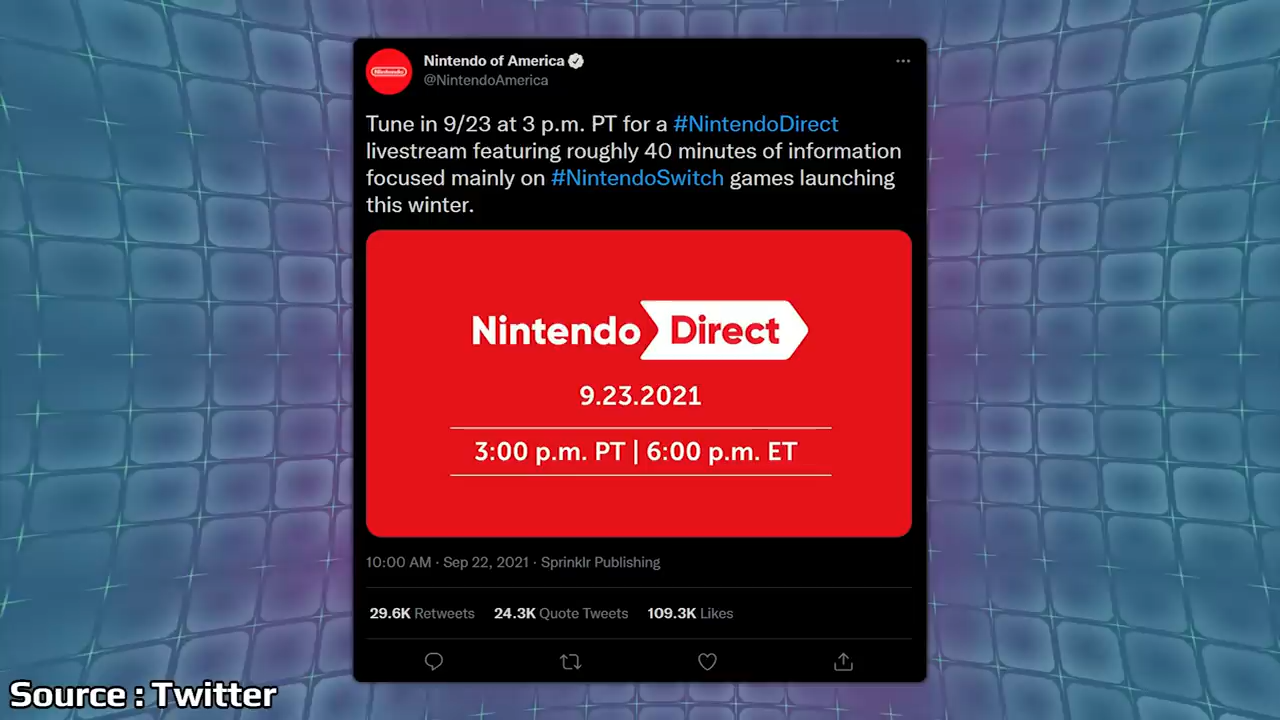 Nintendo of America
@NintendoAmerica
Nintendo
Tune in 9/23 at 3 p.m. PT for a #NintendoDirect
livestream featuring roughly 40 minutes of information
focused mainly on #NintendoSwitch games launching
this winter.
Nintendo Direct
9.23.2021
3:00 p.m. PT | 6:00 p.m. ET
10:00 AM · Sep 22, 2021 · Sprinklr Publishing
29.6K Retweets 24.3K Quote Tweets 109.3K Likes
Source : Twitter